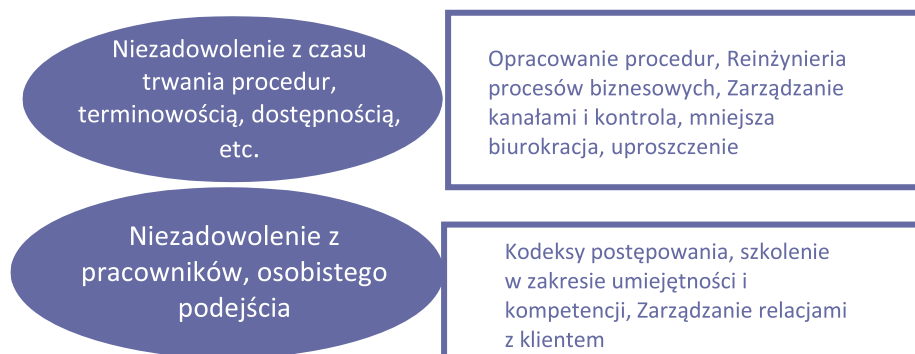 Niezadowolenie z czasu
trwania procedur,
terminowością, dostępnością,
etc.
Opracowanie procedur, Reinżynieria
procesów biznesowych, Zarządzanie
kanałami i kontrola, mniejsza
biurokracja, uproszczenie
Niezadowolenie z
pracowników, osobistego
podejścia
Kodeksy postępowania, szkolenie
w zakresie umiejętności i
kompetencji, Zarządzanie relacjami
z klientem